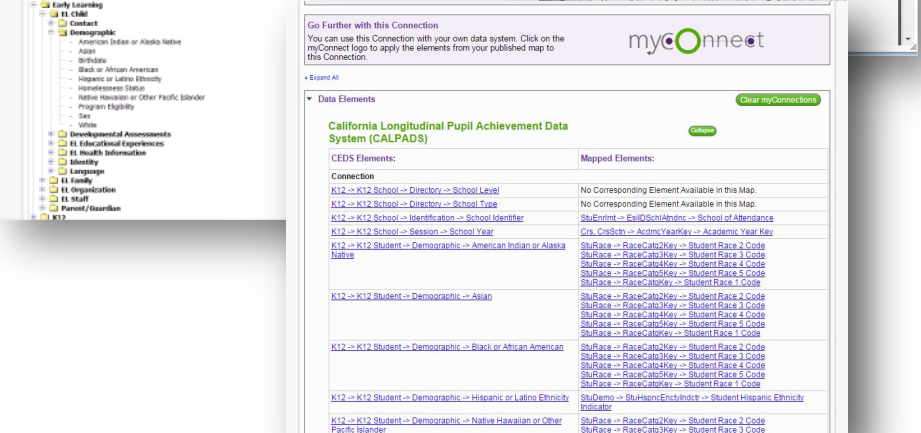 Early Learning
EL Child
Contact
Demographic
American Indian or Alaska Native
Asian
Birthdate
Black or African American
Hispanic or Latino Ethnicity
Homelessness Status
Native Hawaiian or Other Pacific Islander
Program Eligibility
Sex
White
Developmental Assessments
EL Educational Experiences
EL Health Information
Identity
Language
EL Family
EL Organization
EL Staff
Parent/Guardian
K12
Go Further with this Connection
You can use this Connection with your own data system. Click on the
myConnect logo to apply the elements from your published map to
this Connection.
myConnect
» Expand All
Data Elements
Clear myConnections
California Longitudinal Pupil Achievement Data
System (CALPADS)
Collapse
CEDS Elements:
Mapped Elements:
Connection
K12 -> K12 School -> Directory -> School Level
No Corresponding Element Available in this Map.
K12 -> K12 School -> Directory -> School Type
No Corresponding Element Available in this Map.
K12 -> K12 School -> Identification -> School Identifier
StuEnrlmt -> EsilDSchlAtndnc -> School of Attendance
K12 -> K12 School -> Session -> School Year
Crs, CrsSctn -> AcdmcYearKey -> Academic Year Key
K12 -> K12 Student -> Demographic -> American Indian or Alaska
Native
StuRace -> RaceCatg2Key -> Student Race 2 Code
StuRace -> RaceCatg3Key -> Student Race 3 Code
StuRace -> RaceCatg4Key -> Student Race 4 Code
StuRace -> RaceCatg5Key -> Student Race 5 Code
StuRace -> RaceCatgKey -> Student Race 1 Code
K12 -> K12 Student -> Demographic -> Asian
StuRace -> RaceCatg2Key -> Student Race 2 Code
StuRace -> RaceCatg3Key -> Student Race 3 Code
StuRace -> RaceCatg4Key -> Student Race 4 Code
StuRace -> RaceCatg5Key -> Student Race 5 Code
StuRace -> RaceCatgKey -> Student Race 1 Code
K12 -> K12 Student -> Demographic -> Black or African American
StuRace -> RaceCatg2Key -> Student Race 2 Code
StuRace -> RaceCatg3Key -> Student Race 3 Code
StuRace -> RaceCatg4Key -> Student Race 4 Code
StuRace -> RaceCatg5Key -> Student Race 5 Code
StuRace -> RaceCatgKey -> Student Race 1 Code
K12 -> K12 Student -> Demographic -> Hispanic or Latino Ethnicity
StuDemo -> StuHspncEnctyIndctr -> Student Hispanic Ethnicity
Indicator
K12 -> K12 Student -> Demographic -> Native Hawaiian or Other
Pacific Islander
StuRace -> RaceCatg2Key -> Student Race 2 Code
StuRace -> RaceCatg3Key -> Student Race 3 Code